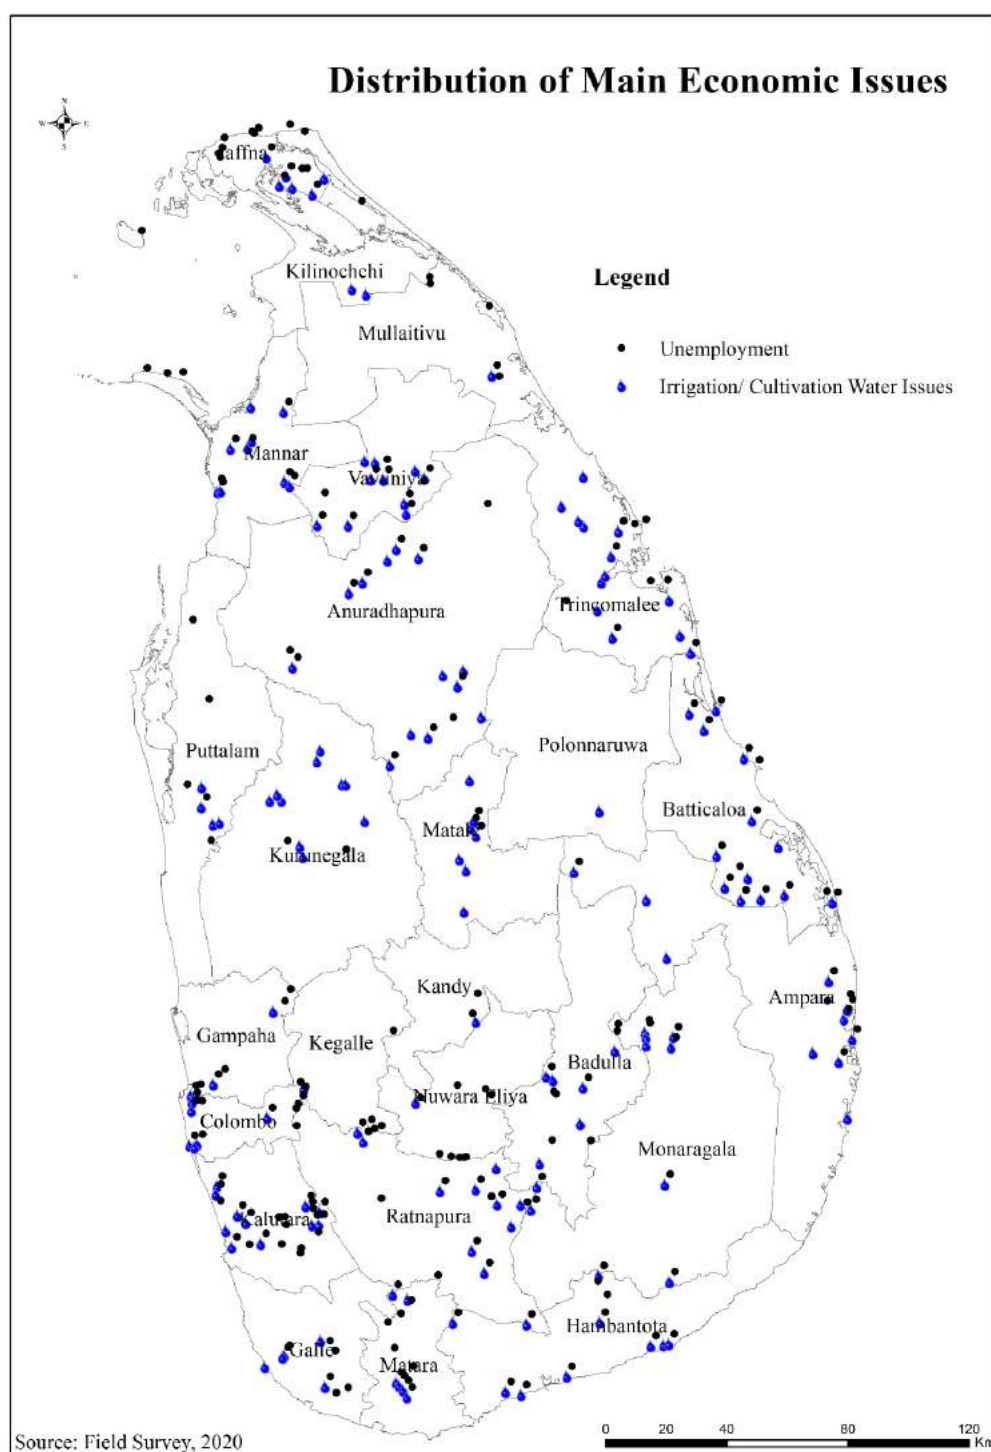 Distribution of Main Economic Issues
N
W E
S
Jaffna
Kilinochchi
Legend
Mullaitivu
Unemployment
Irrigation/ Cultivation Water Issues
Mannar
Vavuniya
Anuradhapura
Trincomalee
Puttalam
Polonnaruwa
Batticaloa
Matale
Kurunegala
Kandy
Ampara
Gampaha
Kegalle
Badulla
Nuwara Eliya
Colombo
Monaragala
Ratnapura
Kalutara
Hambantota
Galle
Matara
0 20 40 80 120
Km
Source: Field Survey, 2020